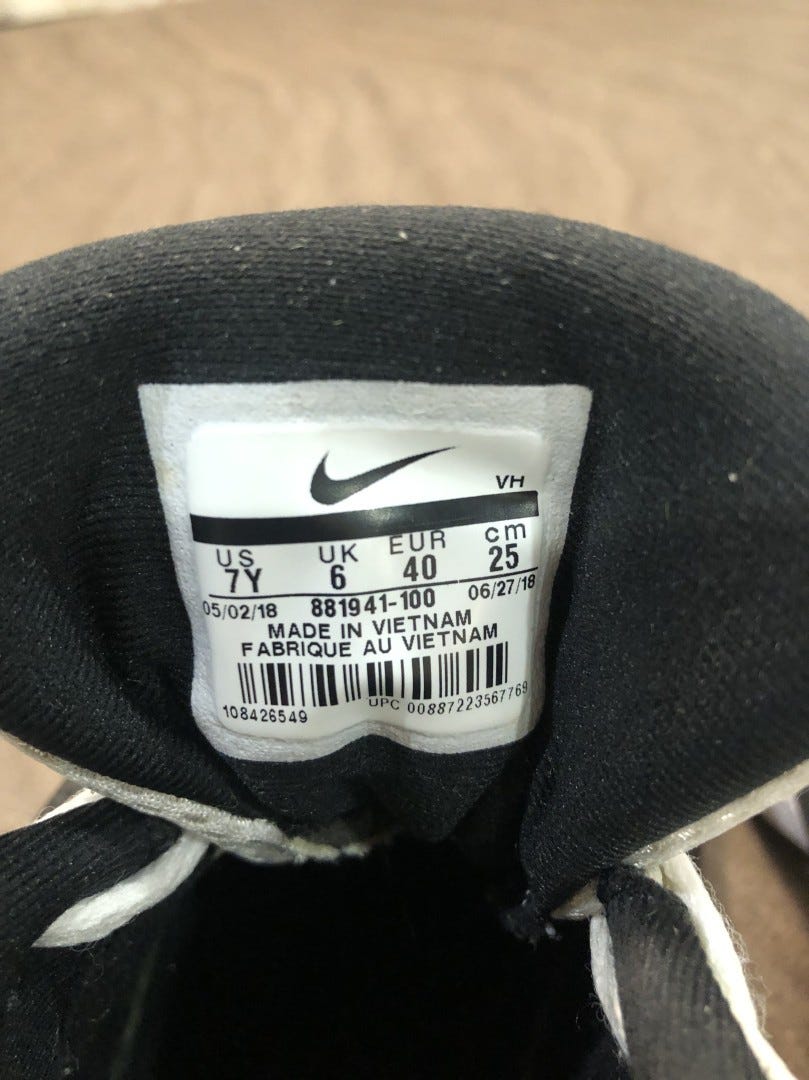 VH
US UK EUR cm
7Y 6 40 25
05/02/18 881941-100 06/27/18
MADE IN VIETNAM
FABRIQUE AU VIETNAM
108426549 UPC 00887223567769